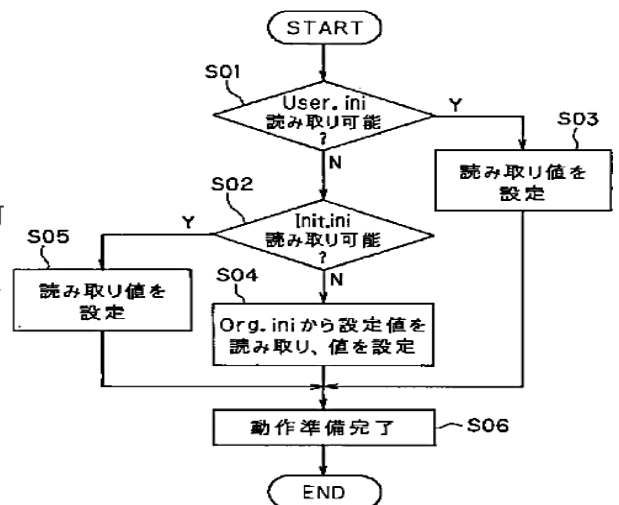 START
S01
User.ini
読み取り可能
?
Y
N
S03
読み取り値を
設定
S02
Init.ini
読み取り可能
?
Y
N
S05
読み取り値を
設定
S04
Org.iniから設定値を
読み取り、値を設定
動作準備完了
S06
END